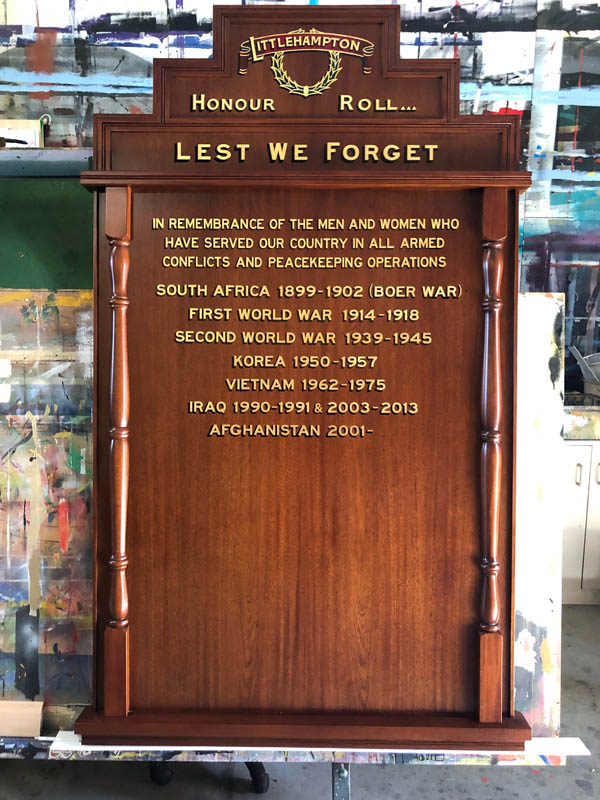 LITTLEHAMPTON
HONOUR ROLL...
LEST WE FORGET
IN REMEMBRANCE OF THE MEN AND WOMEN WHO
HAVE SERVED OUR COUNTRY IN ALL ARMED
CONFLICTS AND PEACEKEEPING OPERATIONS
SOUTH AFRICA 1899-1902 (BOER WAR)
FIRST WORLD WAR 1914-1918
SECOND WORLD WAR 1939-1945
KOREA 1950-1957
VIETNAM 1962-1975
IRAQ 1990-1991 & 2003-2013
AFGHANISTAN 2001-